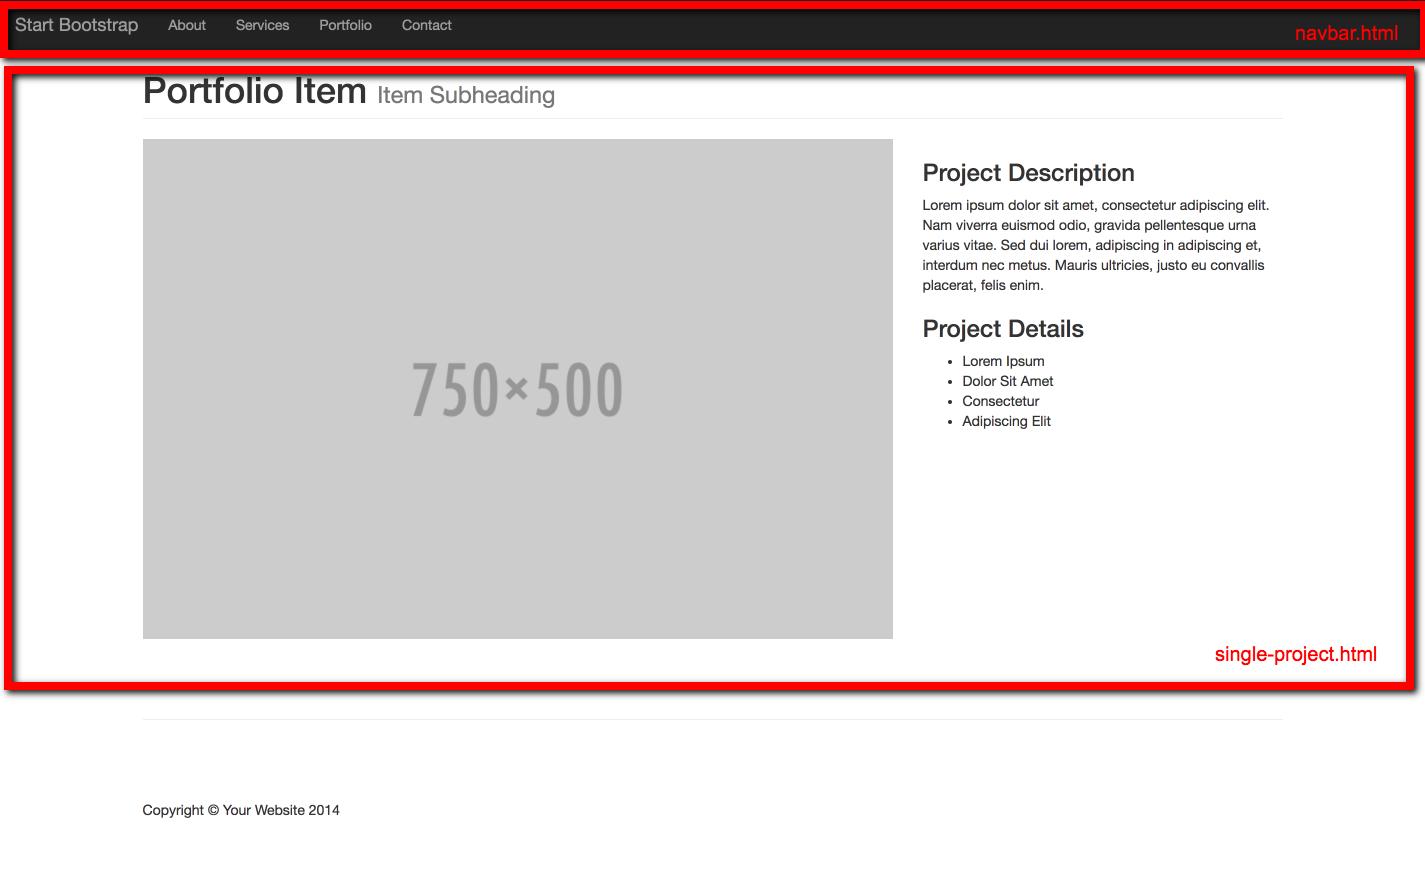 Start Bootstrap About Services Portfolio Contact navbar.html
Portfolio Item Item Subheading
750×500
Project Description
Lorem ipsum dolor sit amet, consectetur adipiscing elit.
Nam viverra euismod odio, gravida pellentesque urna
varius vitae. Sed dui lorem, adipiscing in adipiscing et,
interdum nec metus. Mauris ultricies, justo eu convallis
placerat, felis enim.
Project Details
• Lorem Ipsum
• Dolor Sit Amet
• Consectetur
• Adipiscing Elit
single-project.html
Copyright © Your Website 2014